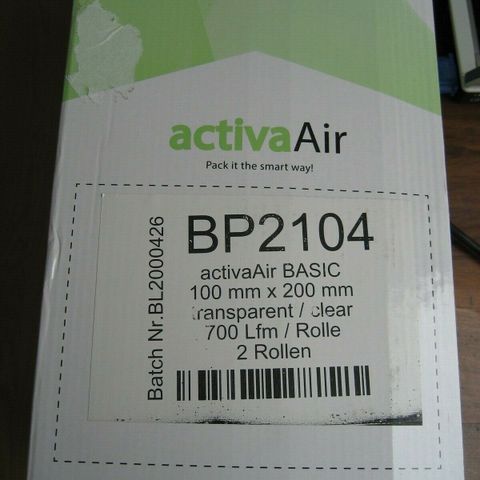 activaAir
Pack it the smart way!
Batch Nr.BL2000426
BP2104
activaAir BASIC
100 mm x 200 mm
transparent / clear
700 Lfm / Rolle
2 Rollen